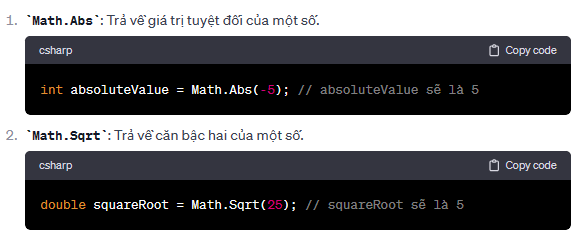 1. `Math.Abs`: Trả về giá trị tuyệt đối của một số.
csharp Copy code
int absoluteValue = Math.Abs(-5); // absoluteValue sẽ là 5
2. `Math.Sqrt`: Trả về căn bậc hai của một số.
csharp Copy code
double squareRoot = Math.Sqrt(25); // squareRoot sẽ là 5